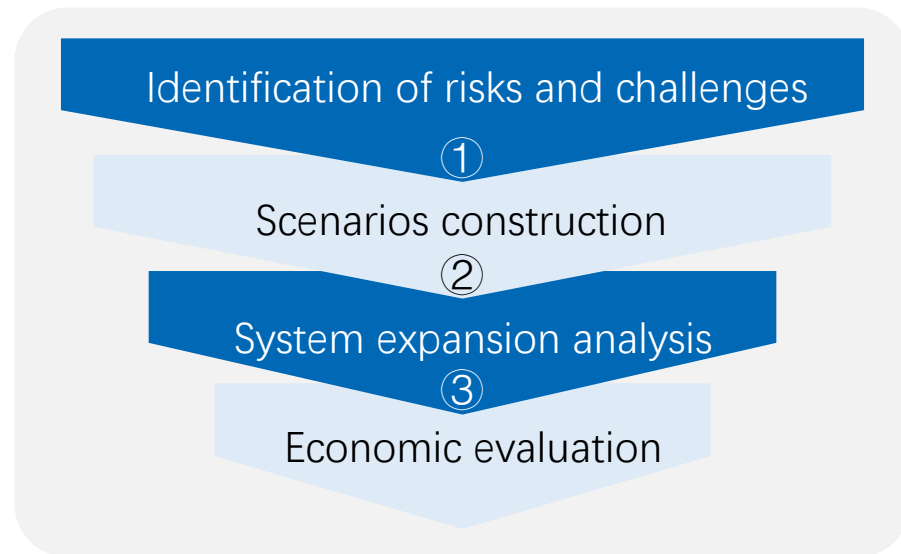 Identification of risks and challenges
①
Scenarios construction
②
System expansion analysis
③
Economic evaluation